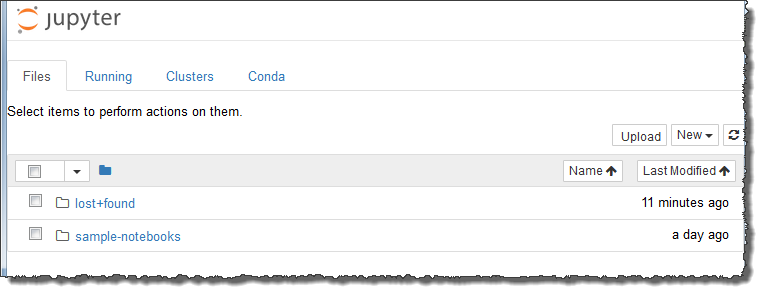 jupyter
Files Running Clusters Conda
Select items to perform actions on them.
Upload New
Name Last Modified
lost+found 11 minutes ago
sample-notebooks a day ago